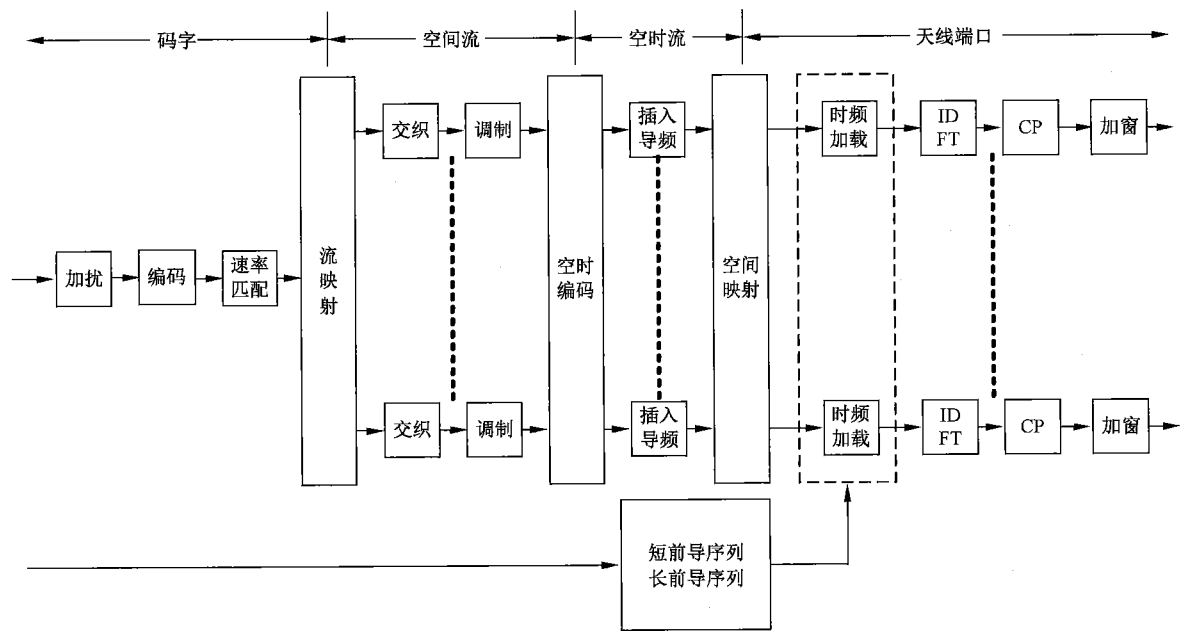 码字
空间流
空时流
天线端口
交织
调制
插入
导频
时频
加载
ID
FT
CP
加窗
加扰
编码
速率
匹配
流
映
射
空时
编码
空间
映射
交织
调制
插入
导频
时频
加载
ID
FT
CP
加窗
短前导序列
长前导序列